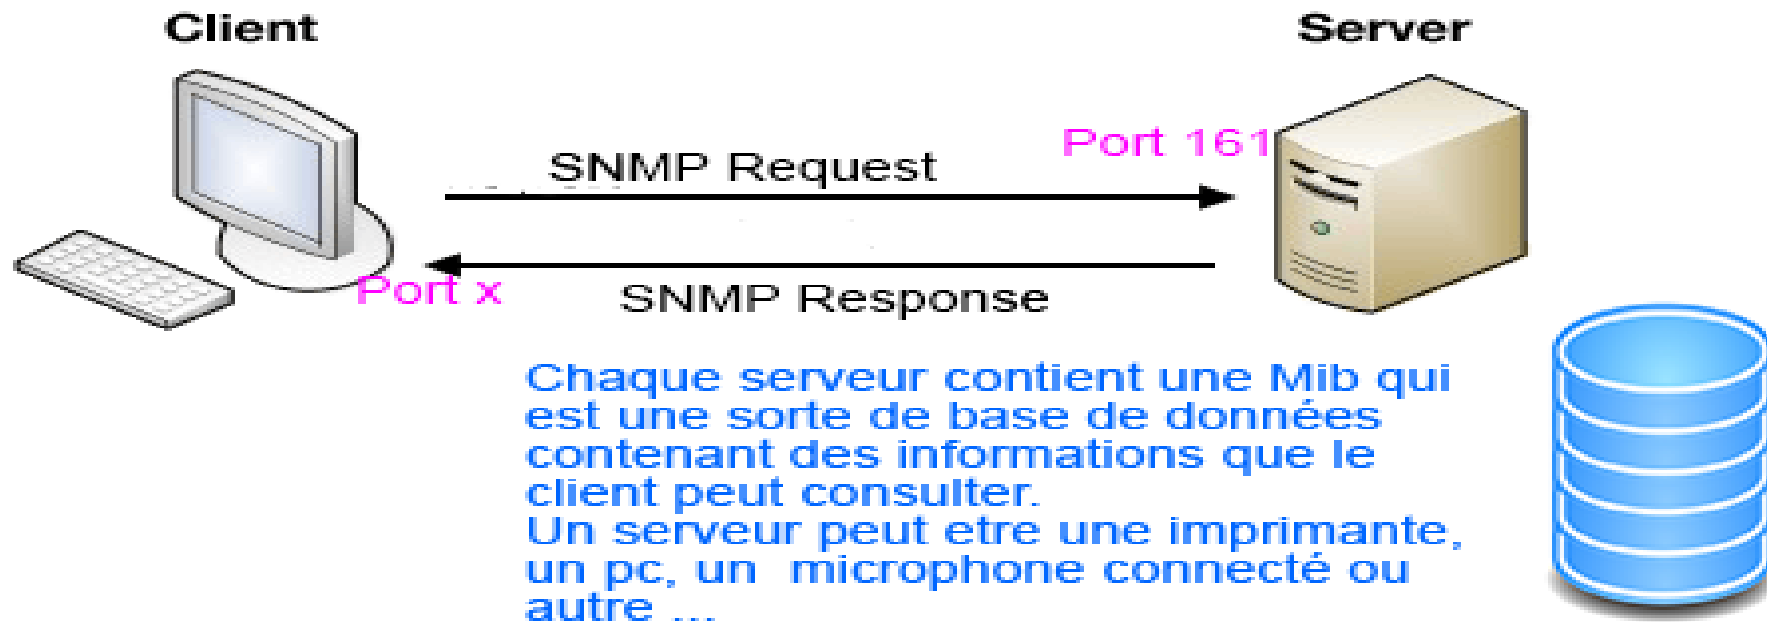 Client
Server
Port 161
SNMP Request
Port x
SNMP Response
Chaque serveur contient une Mib qui
est une sorte de base de données
contenant des informations que le
client peut consulter.
Un serveur peut etre une imprimante,
un pc, un microphone connecté ou
autre ...